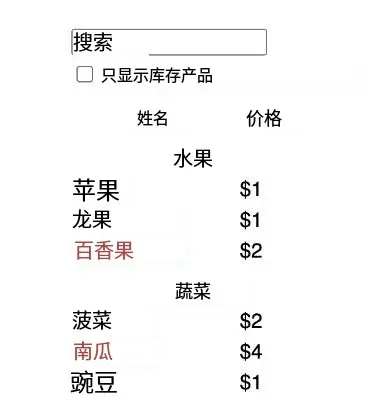 搜索
只显示库存产品
姓名 价格
水果
苹果 $1
龙果 $1
百香果 $2
蔬菜
菠菜 $2
南瓜 $4
豌豆 $1